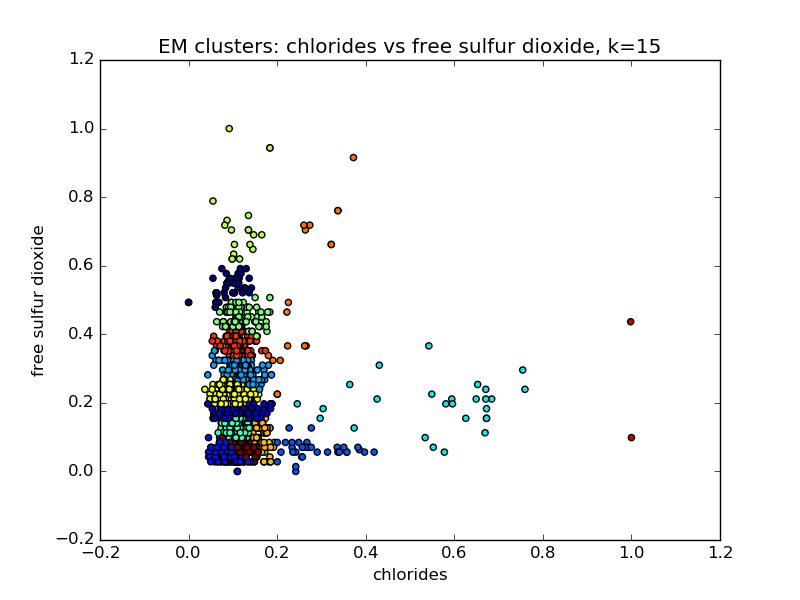 EM clusters: chlorides vs free sulfur dioxide, k=15
1.2
1.0
0.8
0.6
0.4
0.2
0.0
−0.2
free sulfur dioxide
−0.2 0.0 0.2 0.4 0.6 0.8 1.0 1.2
chlorides